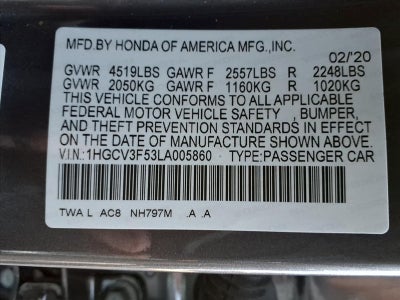 MFD.BY HONDA OF AMERICA MFG.,INC.
02/'20
GVWR 4519LBS GAWR F 2557LBS R 2248LBS
GVWR 2050KG GAWR F 1160KG R 1020KG
THIS VEHICLE CONFORMS TO ALL APPLICABLE
FEDERAL MOTOR VEHICLE SAFETY , BUMPER,
AND THEFT PREVENTION STANDARDS IN EFFECT
ON THE DATE OF MANUFACTURE SHOWN ABOVE.
V.I.N.:1HGCV3F53LA005860 TYPE:PASSENGER CAR
TWA L AC8 NH797M .A .A